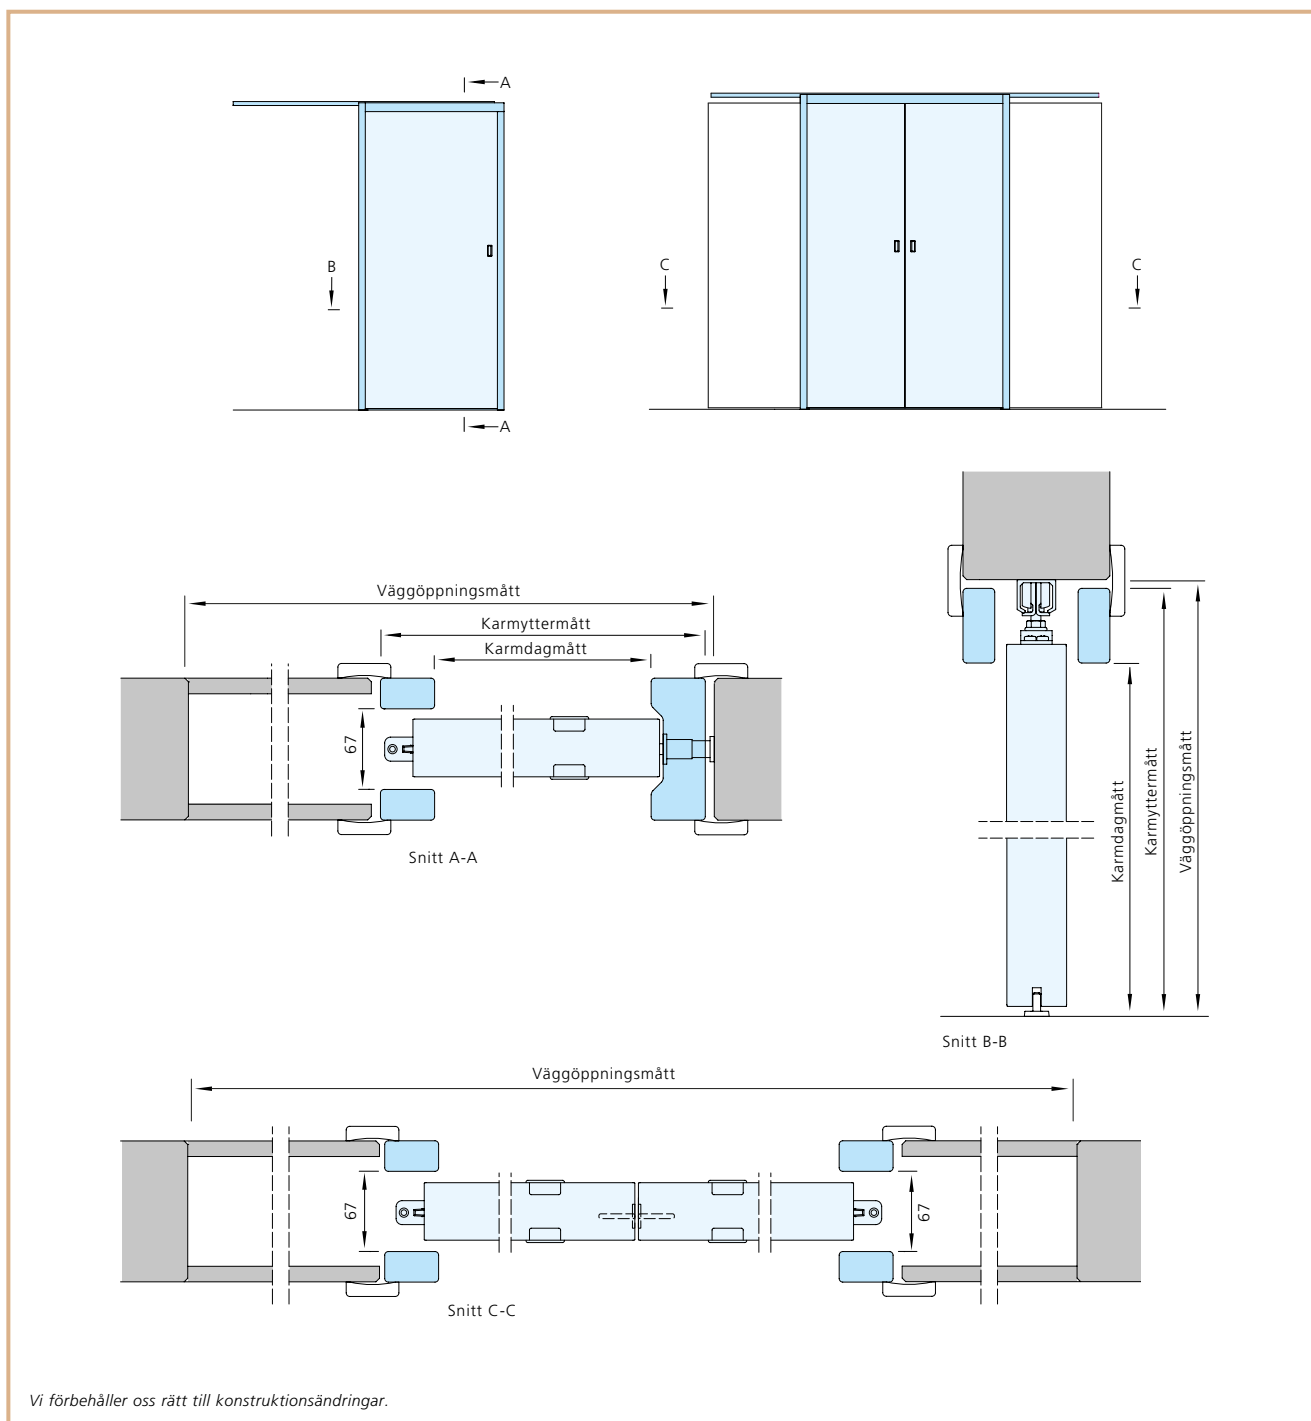 A
B
A
C
C
Väggöppningsmått
Karmyttermått
Karmdagmått
67
Snitt A-A
Karmdagmått
Karmyttermått
Väggöppningsmått
Snitt B-B
Väggöppningsmått
67
67
Snitt C-C
Vi förbehåller oss rätt till konstruktionsändringar.